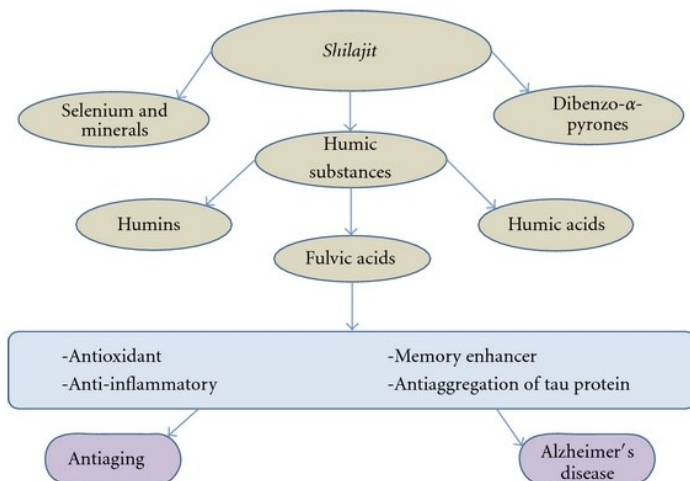 Shilajit
Selenium and
minerals
Dibenzo-α-
pyrones
Humic
substances
Humins
Humic acids
Fulvic acids
-Antioxidant
-Anti-inflammatory
-Memory enhancer
-Antiaggregation of tau protein
Antiaging
Alzheimer's
disease